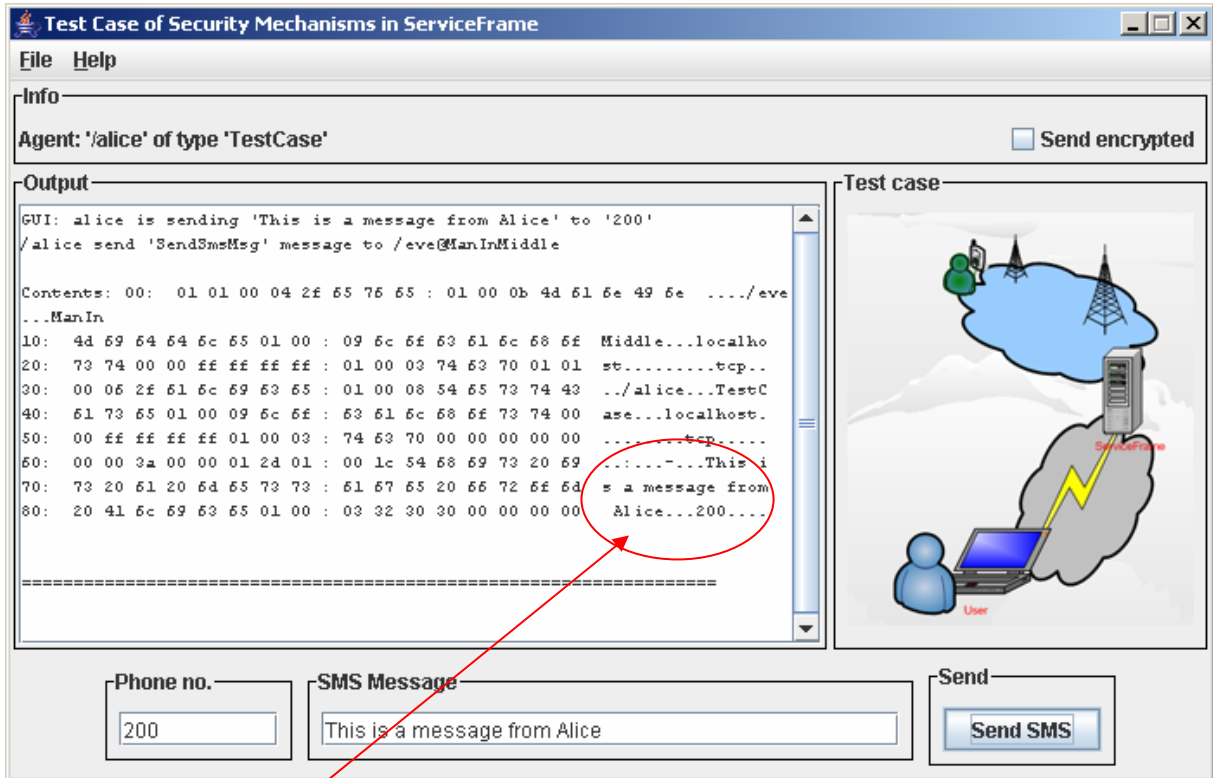 Test Case of Security Mechanisms in ServiceFrame
File Help
Info
Agent: '/alice' of type 'TestCase'
Send encrypted
Output
GUI: alice is sending 'This is a message from Alice' to '200'
/alice send 'SendSmsMsg' message to /eve@ManInMiddle
Contents: 00: 01 01 00 04 2f 65 76 65 : 01 00 0b 4d 61 6e 49 6e ..../eve
...ManIn
10: 4d 69 64 64 6c 65 01 00 : 09 6c 6f 63 61 6c 68 6f Middle...localho
20: 73 74 00 00 ff ff ff ff : 01 00 03 74 63 70 01 01 st.........tcp..
30: 00 06 2f 61 6c 69 63 65 : 01 00 08 54 65 73 74 43 ../alice...TestC
40: 61 73 65 01 00 09 6c 6f : 63 61 6c 68 6f 73 74 00 ase...localhost.
50: 00 ff ff ff ff 01 00 03 : 74 63 70 00 00 00 00 00 ........tcp.....
60: 00 00 3a 00 00 01 2d 01 : 00 1c 54 68 69 73 20 69 ..:...-...This i
70: 73 20 61 20 6d 65 73 73 : 61 67 65 20 66 72 6f 6d s a message from
80: 20 41 6c 69 63 65 01 00 : 03 32 30 30 00 00 00 00 Alice...200....
====================================================================
Test case
ServiceFrame
User
Phone no.
200
SMS Message
This is a message from Alice
Send
Send SMS